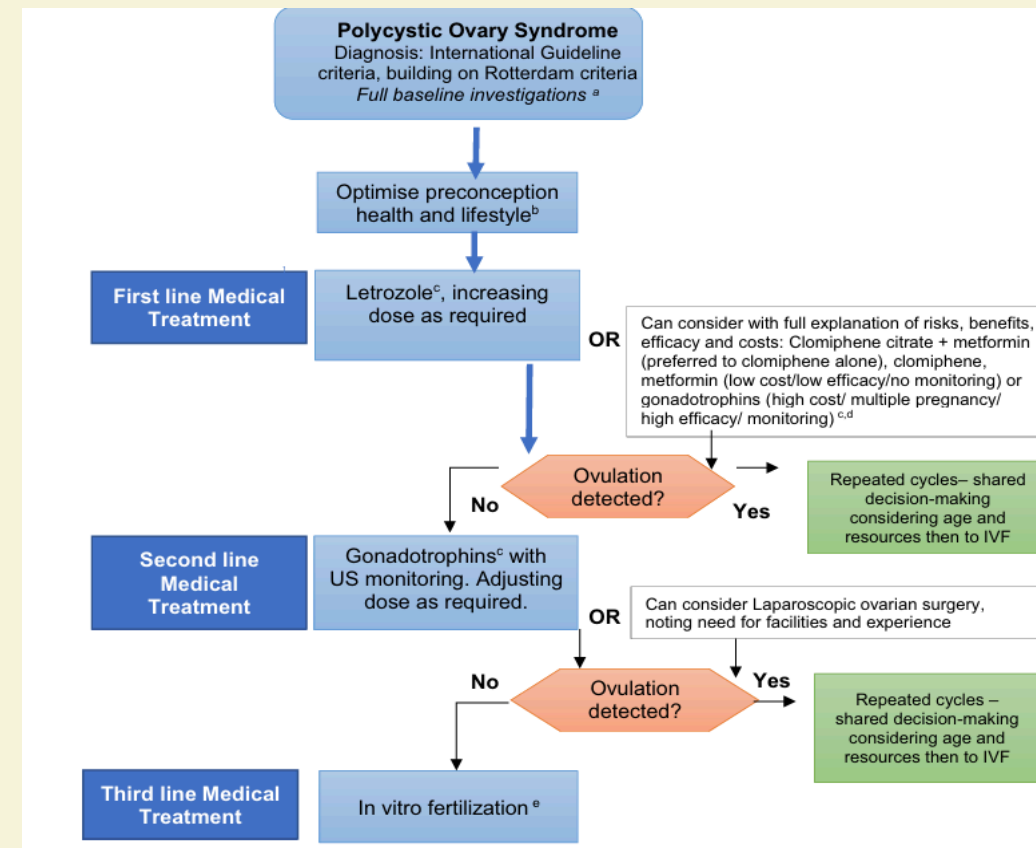 Polycystic Ovary Syndrome
Diagnosis: International Guideline
criteria, building on Rotterdam criteria
Full baseline investigations a
Optimise preconception
health and lifestyle b
First line Medical
Treatment
Letrozole c, increasing
dose as required
OR
Can consider with full explanation of risks, benefits,
efficacy and costs: Clomiphene citrate + metformin
(preferred to clomiphene alone), clomiphene,
metformin (low cost/low efficacy/no monitoring) or
gonadotrophins (high cost/ multiple pregnancy/
high efficacy/ monitoring) c,d
Ovulation
detected?
No
Yes
Repeated cycles– shared
decision-making
considering age and
resources then to IVF
Second line
Medical
Treatment
Gonadotrophins c with
US monitoring. Adjusting
dose as required.
OR
Can consider Laparoscopic ovarian surgery,
noting need for facilities and experience
No
Ovulation
detected?
Yes
Repeated cycles –
shared decision-making
considering age and
resources then to IVF
Third line Medical
Treatment
In vitro fertilization e